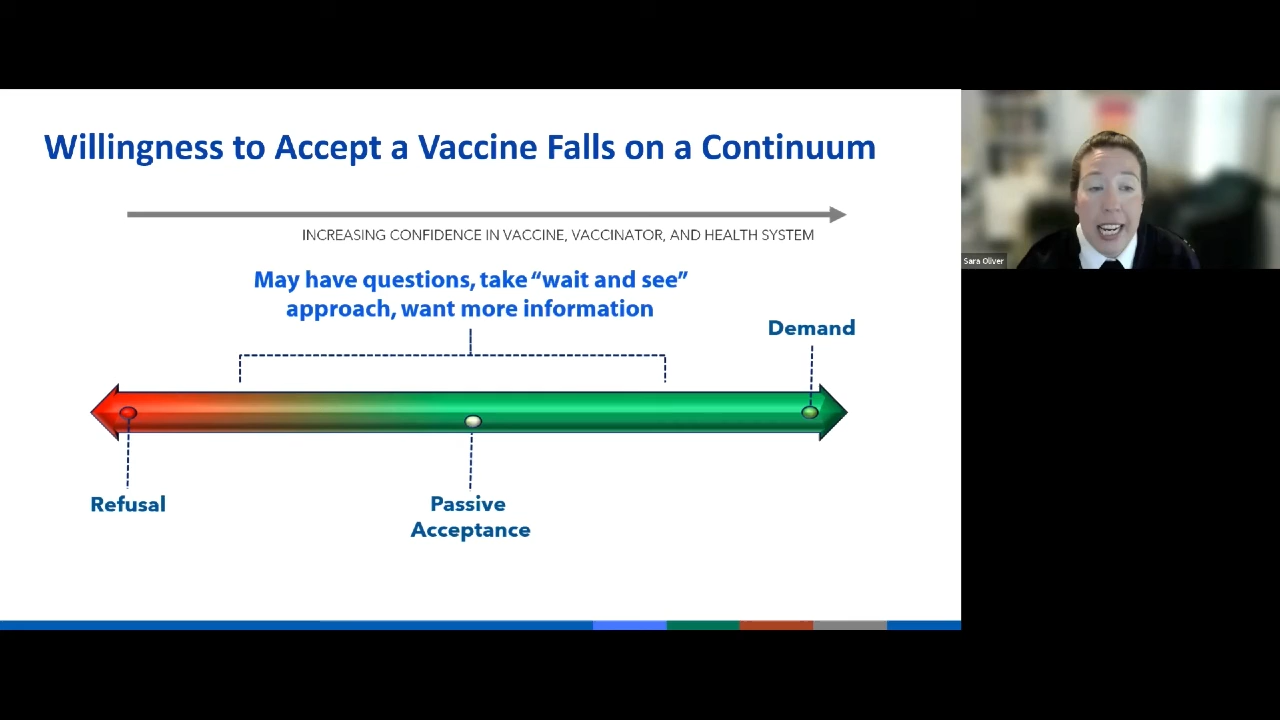 Willingness to Accept a Vaccine Falls on a Continuum
INCREASING CONFIDENCE IN VACCINE, VACCINATOR, AND HEALTH SYSTEM
May have questions, take “wait and see”
approach, want more information
Demand
Refusal
Passive
Acceptance
Sara Oliver